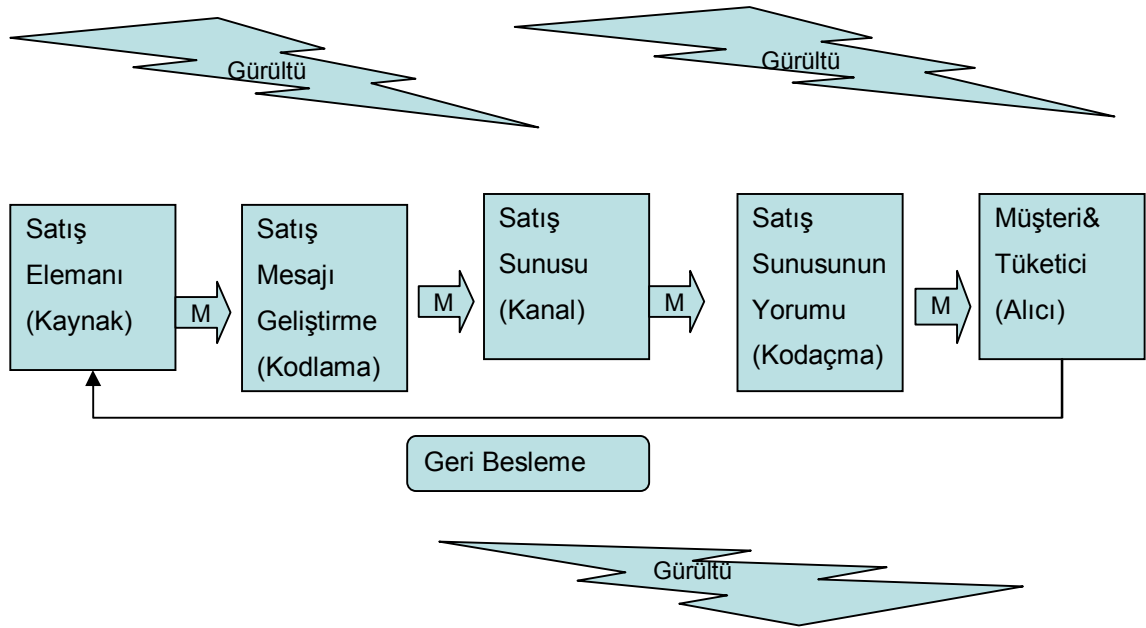 Gürültü
Gürültü
Satış
Elemanı
(Kaynak)
M
Satış
Mesajı
Geliştirme
(Kodlama)
M
Satış
Sunusu
(Kanal)
M
Satış
Sunusunun
Yorumu
(Kodaçma)
M
Müşteri&
Tüketici
(Alıcı)
Geri Besleme
Gürültü